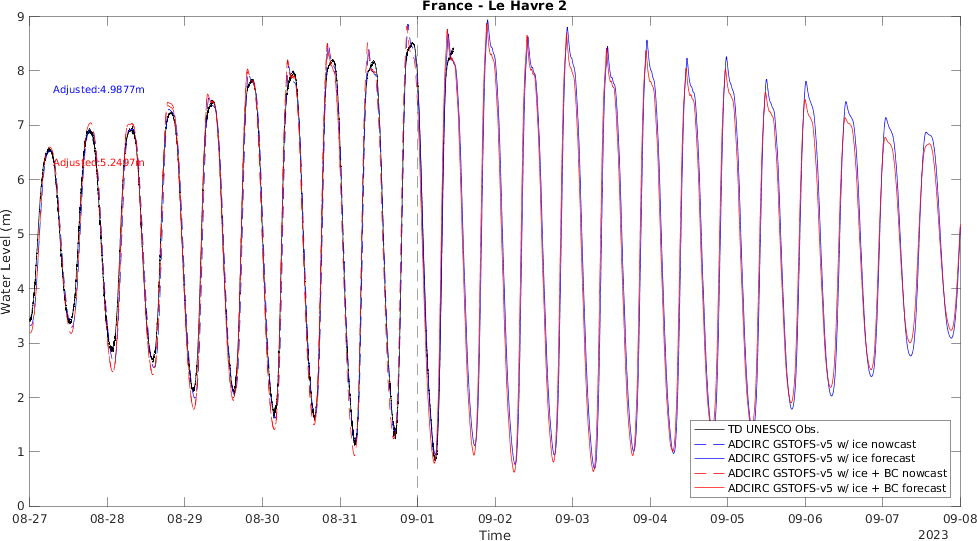 France - Le Havre 2
9
8
7
6
5
4
3
2
1
0
Water Level (m)
Adjusted:4.9877m
Adjusted:5.2497m
TD UNESCO Obs.
ADCIRC GSTOFS-v5 w/ ice nowcast
ADCIRC GSTOFS-v5 w/ ice forecast
ADCIRC GSTOFS-v5 w/ ice + BC nowcast
ADCIRC GSTOFS-v5 w/ ice + BC forecast
08-27 08-28 08-29 08-30 08-31 09-01 09-02 09-03 09-04 09-05 09-06 09-07 09-08
Time
2023